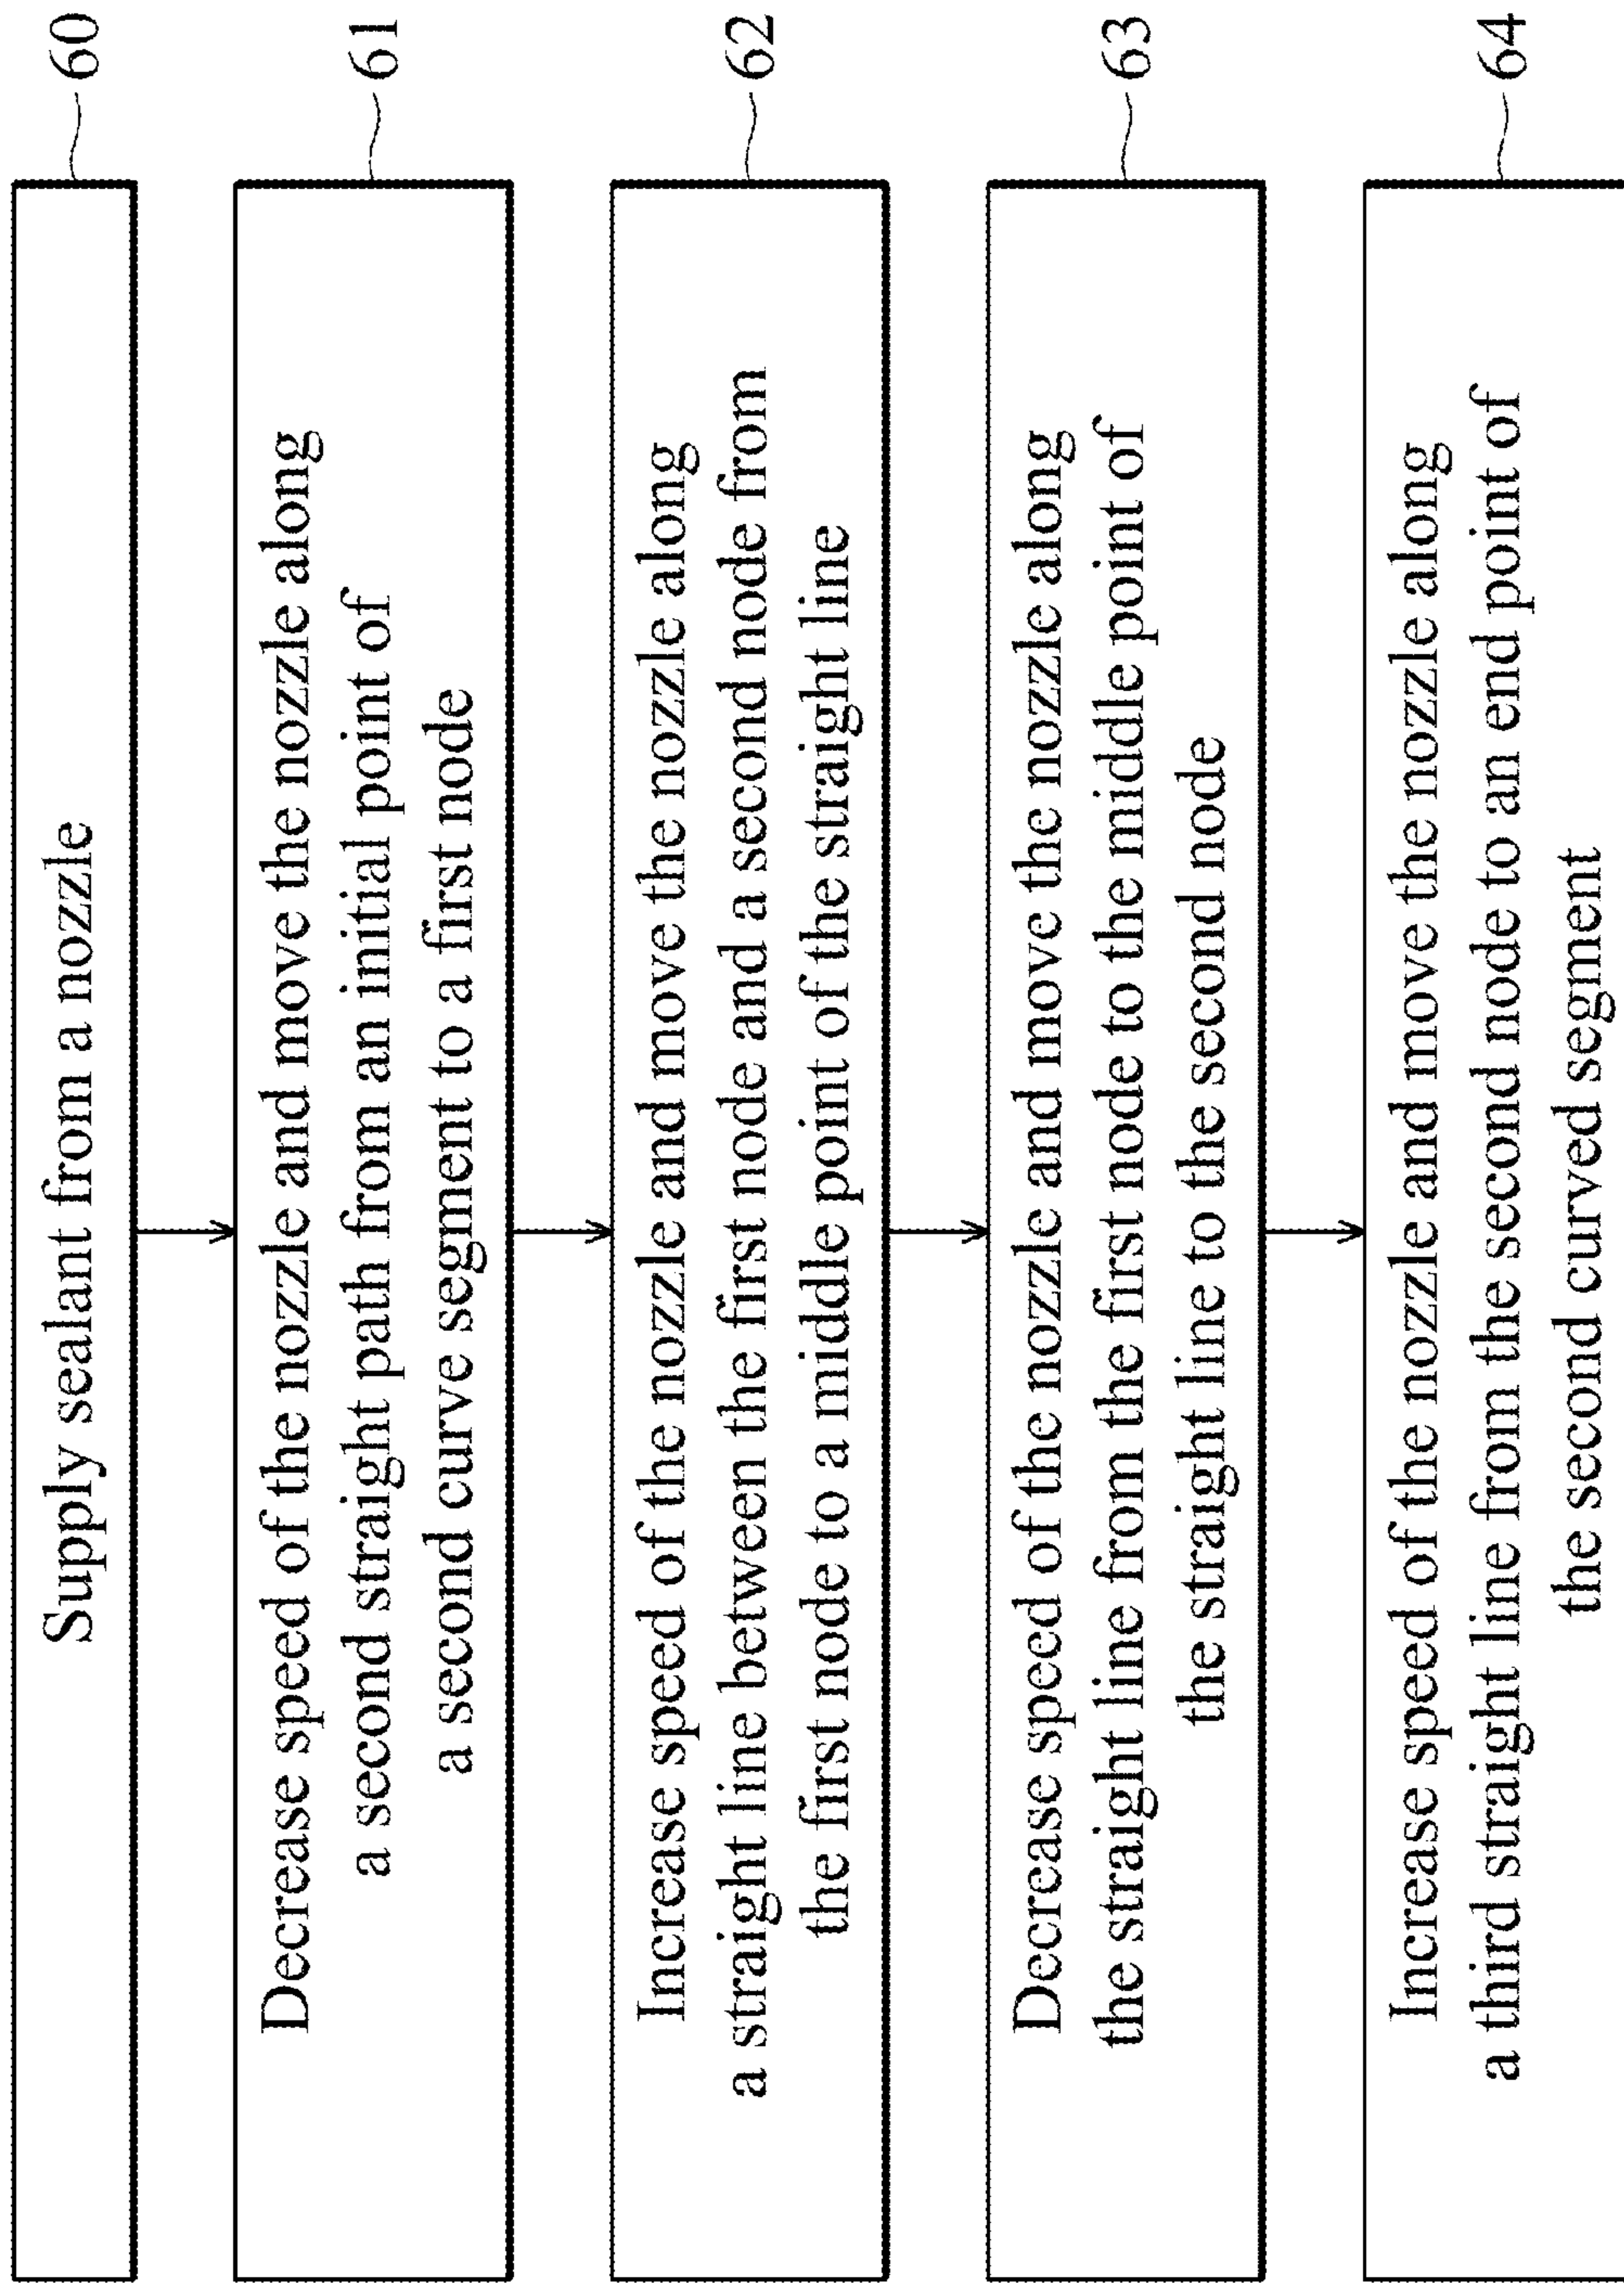 Supply sealant from a nozzle
60
Decrease speed of the nozzle and move the nozzle along
a second straight path from an initial point of
a second curve segment to a first node
61
Increase speed of the nozzle and move the nozzle along
a straight line between the first node and a second node from
the first node to a middle point of the straight line
62
Decrease speed of the nozzle and move the nozzle along
the straight line from the first node to the middle point of
the straight line to the second node
63
Increase speed of the nozzle and move the nozzle along
a third straight line from the second node to an end point of
the second curved segment
64